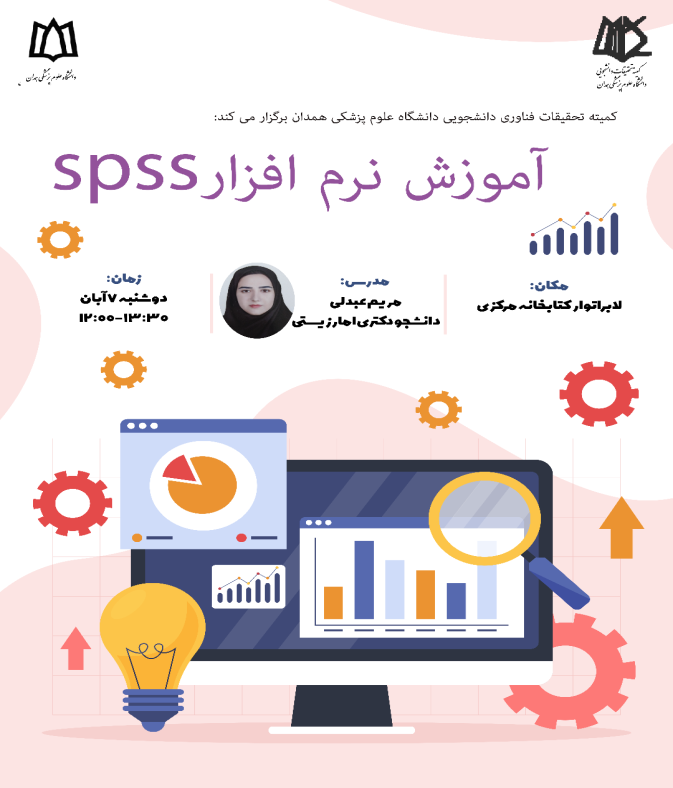 کمیته تحقیقات دانشجویی
دانشگاه علوم پزشکی همدان
دانشگاه علوم پزشکی همدان
کمیته تحقیقات فناوری دانشجویی دانشگاه علوم پزشکی همدان برگزار می کند:
آموزش نرم افزار spss
مکان:
لابراتوار کتابخانه مرکزی
مدرس:
مریم عبدلی
دانشجو دکتری امار زیستی
زمان:
دوشنبه ۷ آبان
۱۲:۰۰-۱۳:۳۰